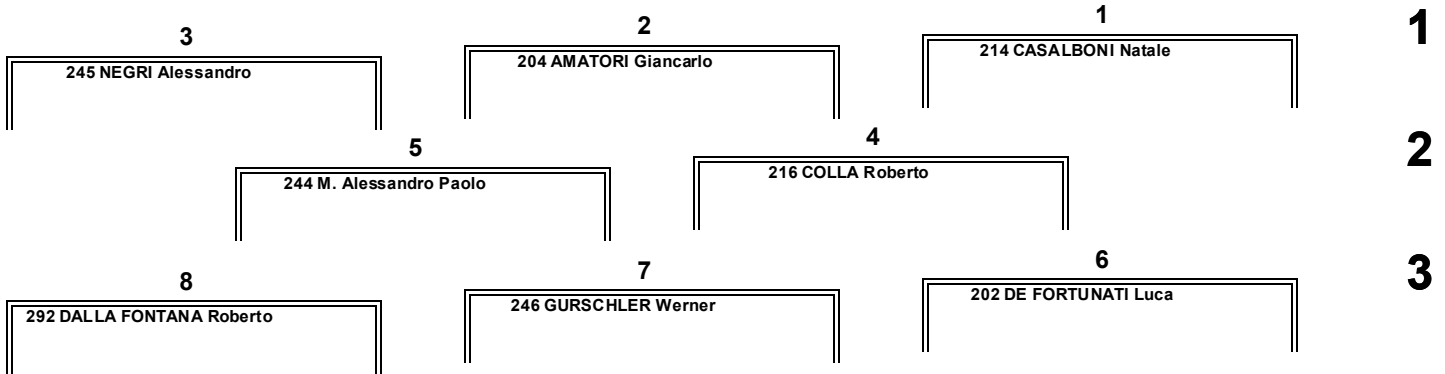 3 2 1 1
245 NEGRI Alessandro 204 AMATORI Giancarlo 214 CASALBONI Natale
5 4 2
244 M. Alessandro Paolo 216 COLLA Roberto
8 7 6 3
292 DALLA FONTANA Roberto 246 GURSCHLER Werner 202 DE FORTUNATI Luca